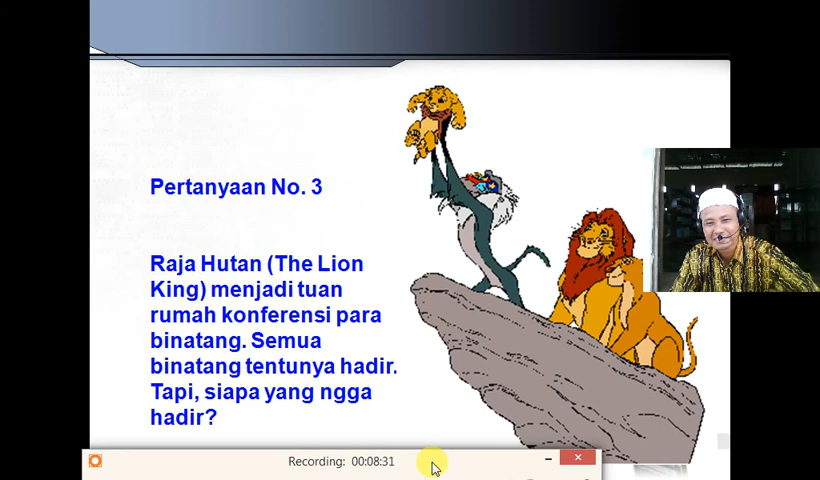 Pertanyaan No. 3
Raja Hutan (The Lion
King) menjadi tuan
rumah konferensi para
binatang. Semua
binatang tentunya hadir.
Tapi, siapa yang ngga
hadir?
Recording: 00:08:31